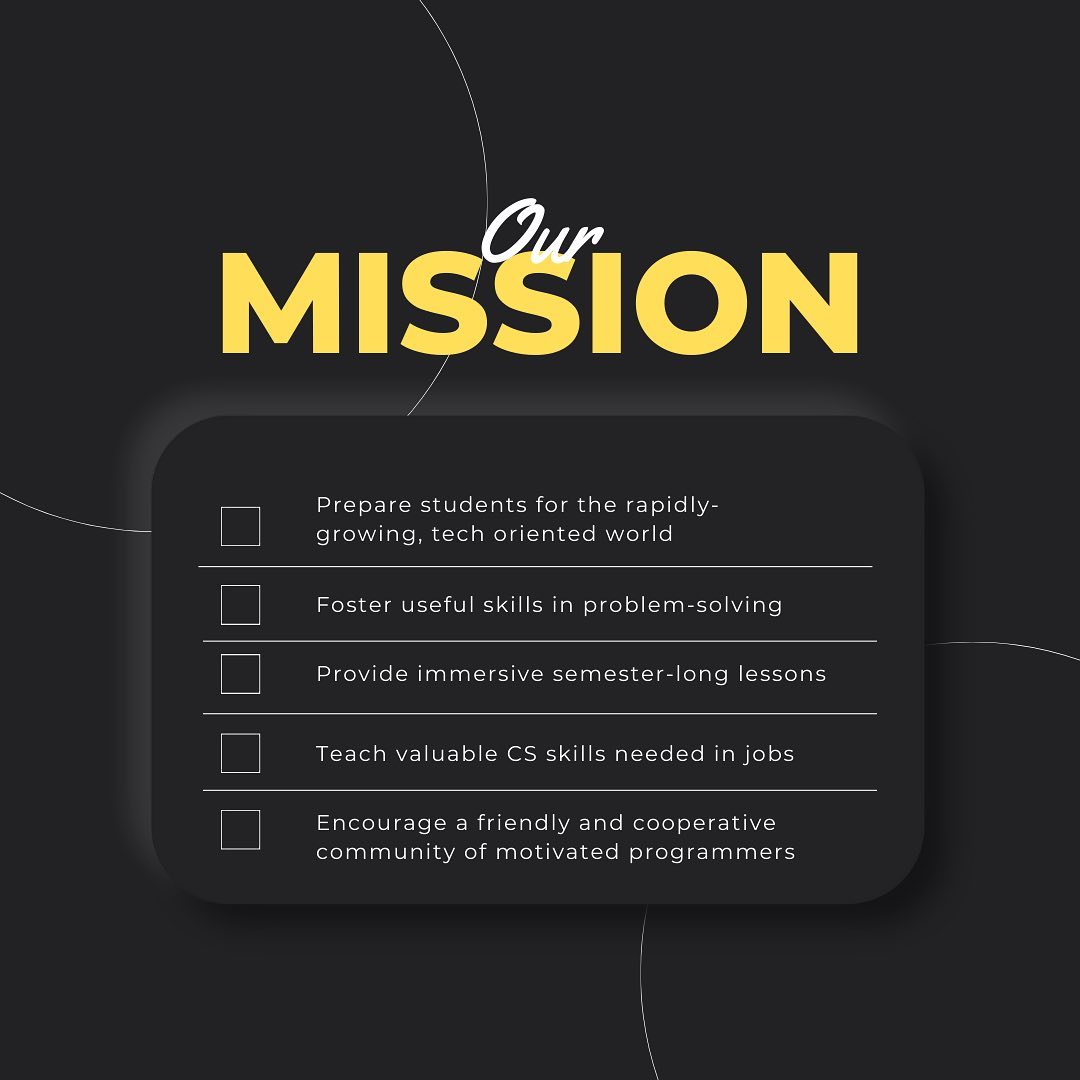 Our
MISSION
Prepare students for the rapidly-
growing, tech oriented world
Foster useful skills in problem-solving
Provide immersive semester-long lessons
Teach valuable CS skills needed in jobs
Encourage a friendly and cooperative
community of motivated programmers